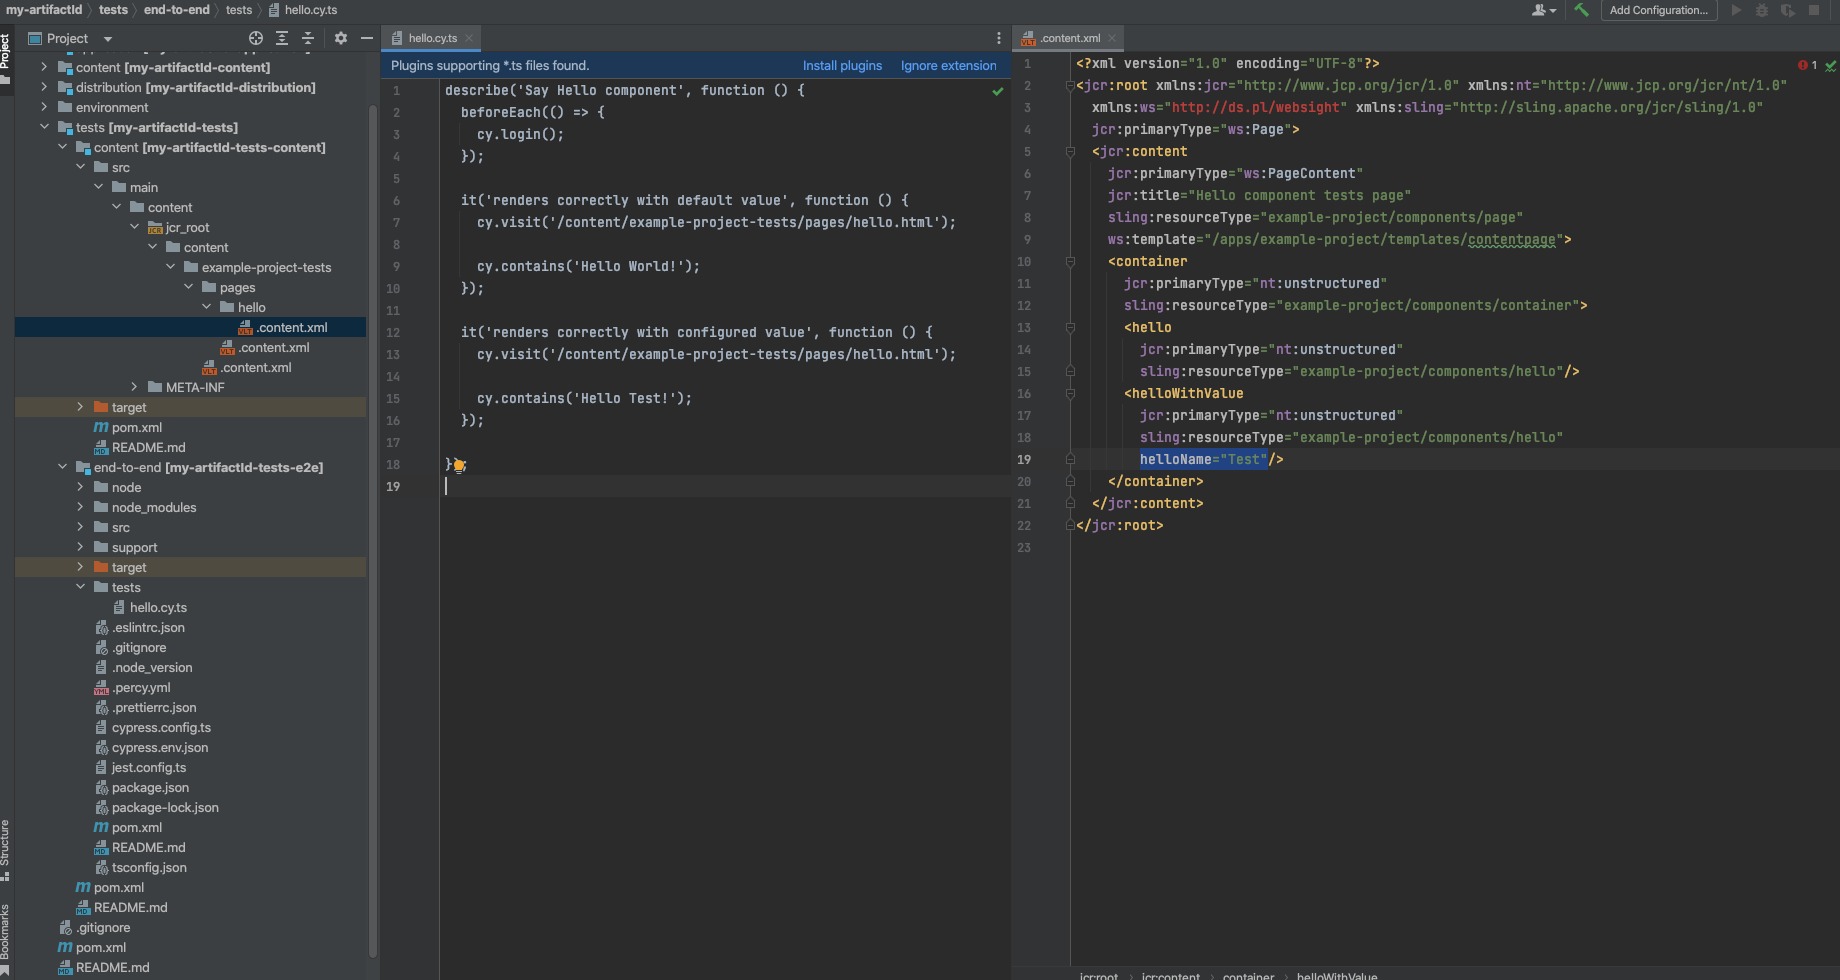 my-artifactId tests end-to-end tests hello.cy.ts
Add Configuration...
Project
Project
hello.cy.ts
.content.xml
content [my-artifactId-content]
distribution [my-artifactId-distribution]
environment
tests [my-artifactId-tests]
content [my-artifactId-tests-content]
src
main
content
jcr_root
content
example-project-tests
pages
hello
.content.xml
.content.xml
.content.xml
META-INF
target
pom.xml
README.md
end-to-end [my-artifactId-tests-e2e]
node
node_modules
src
support
target
tests
hello.cy.ts
.eslintrc.json
.gitignore
.node_version
.percy.yml
.prettierrc.json
cypress.config.ts
cypress.env.json
jest.config.ts
package.json
package-lock.json
pom.xml
README.md
tsconfig.json
pom.xml
README.md
.gitignore
pom.xml
README.md
Structure
Bookmarks
Plugins supporting *.ts files found. Install plugins Ignore extension
1 describe('Say Hello component', function () {
2 beforeEach(() => {
3 cy.login();
4 });
5
6 it('renders correctly with default value', function () {
7 cy.visit('/content/example-project-tests/pages/hello.html');
8
9 cy.contains('Hello World!');
10 });
11
12 it('renders correctly with configured value', function () {
13 cy.visit('/content/example-project-tests/pages/hello.html');
14
15 cy.contains('Hello Test!');
16 });
17
18 });
19
1 <?xml version="1.0" encoding="UTF-8"?>
2 <jcr:root xmlns:jcr="http://www.jcp.org/jcr/1.0" xmlns:nt="http://www.jcp.org/jcr/nt/1.0"
3 xmlns:ws="http://ds.pl/websight" xmlns:sling="http://sling.apache.org/jcr/sling/1.0"
4 jcr:primaryType="ws:Page">
5 <jcr:content
6 jcr:primaryType="ws:PageContent"
7 jcr:title="Hello component tests page"
8 sling:resourceType="example-project/components/page"
9 ws:template="/apps/example-project/templates/contentpage">
10 <container
11 jcr:primaryType="nt:unstructured"
12 sling:resourceType="example-project/components/container">
13 <hello
14 jcr:primaryType="nt:unstructured"
15 sling:resourceType="example-project/components/hello"/>
16 <helloWithValue
17 jcr:primaryType="nt:unstructured"
18 sling:resourceType="example-project/components/hello"
19 helloName="Test"/>
20 </container>
21 </jcr:content>
22 </jcr:root>
23
1
jcr:root jcr:content container helloWithValue